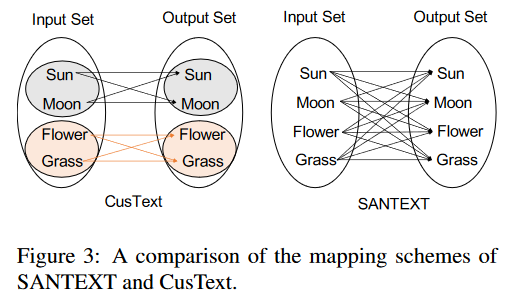 Input Set Output Set Input Set Output Set
Sun Sun Sun Sun
Moon Moon Moon Moon
Flower Flower Flower Flower
Grass Grass Grass Grass
CusText SANTEXT
Figure 3: A comparison of the mapping schemes of
SANTEXT and CusText.